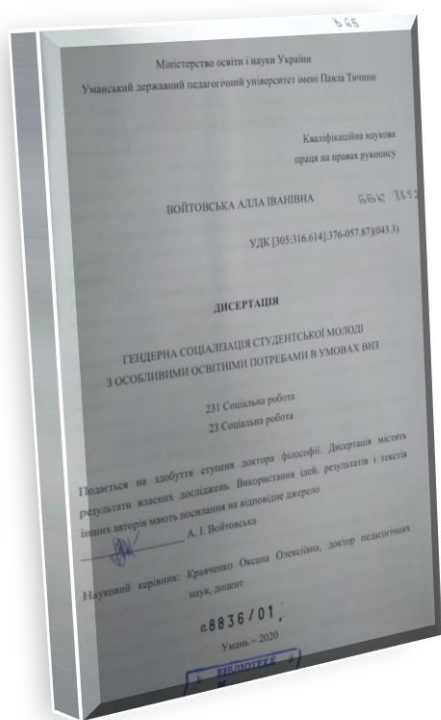 865
Міністерство освіти і науки України
Уманський державний педагогічний університет імені Павла Тичини
Кваліфікаційна наукова
праця на правах рукопису
ВОЙТОВСЬКА АЛЛА ІВАНІВНА
ББК
УДК [305:316.614]:376-057.87](043.3)
ДИСЕРТАЦІЯ
ГЕНДЕРНА СОЦІАЛІЗАЦІЯ СТУДЕНТСЬКОЇ МОЛОДІ
З ОСОБЛИВИМИ ОСВІТНІМИ ПОТРЕБАМИ В УМОВАХ ВНЗ
231 Соціальна робота
23 Соціальна робота
Подається на здобуття ступеня доктора філософії. Дисертація містить
результати власних досліджень. Використання ідей, результатів і текстів
інших авторів мають посилання на відповідне джерело
А. І. Войтовська
Науковий керівник: Кравченко Оксана Олексіївна, доктор педагогічних
наук, доцент
е8836/01.
Умань – 2020
БІБЛІОТЕКА